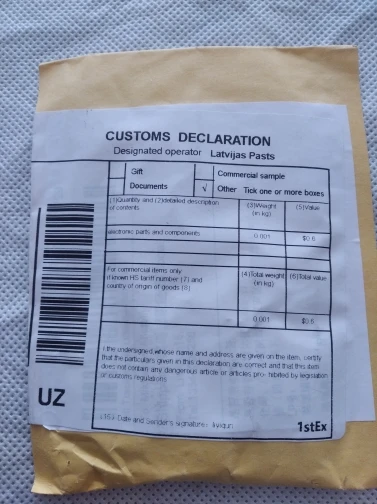 CUSTOMS DECLARATION
Designated operator Latvijas Pasts
Gift
Commercial sample
Documents
√ Other Tick one or more boxes
(1)Quantity and (2)detailed description
of contents
(3)Weight
(in kg)
(5)Value
electronic parts and components
0.001
$0.6
For commercial items only
If known HS tariff number (7) and
country of origin of goods (8)
(4)Total weight
(in kg)
(6)Total value
0.001
$0.6
I the undersigned whose name and address are given on the item, certify
that the particulars given in this declaration are correct and that this item
does not contain any dangerous article or articles pro- hibited by legislation
or customs regulations
Date and Sender's signature:
UZ
1stEx